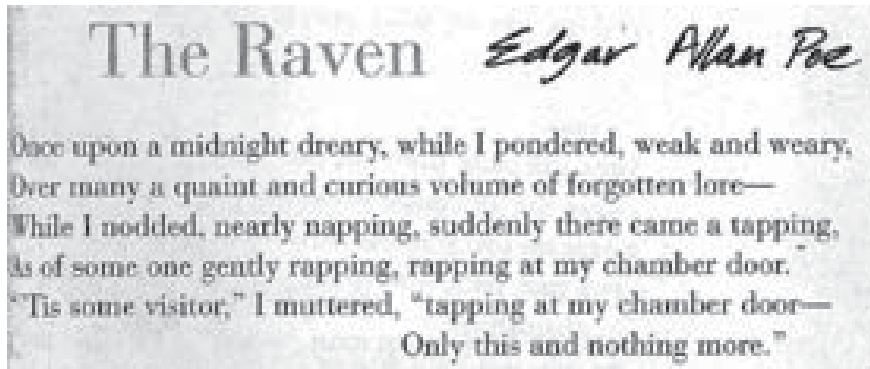 The Raven Edgar Allan Poe
Once upon a midnight dreary, while I pondered, weak and weary,
Over many a quaint and curious volume of forgotten lore—
While I nodded, nearly napping, suddenly there came a tapping,
As of some one gently rapping, rapping at my chamber door.
“’Tis some visitor,” I muttered, “tapping at my chamber door—
Only this and nothing more.”